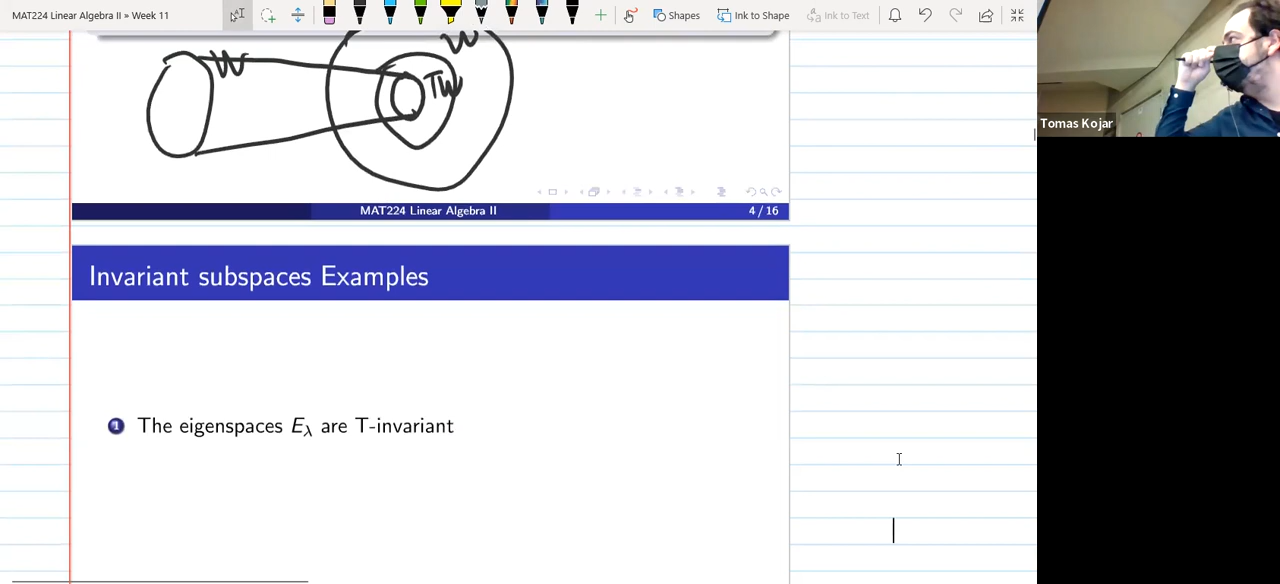 MAT224 Linear Algebra II » Week 11
Shapes
Ink to Shape
Ink to Text
W
W
TW
Tomas Kojar
MAT224 Linear Algebra II
4 / 16
Invariant subspaces Examples
1 The eigenspaces E_λ are T-invariant